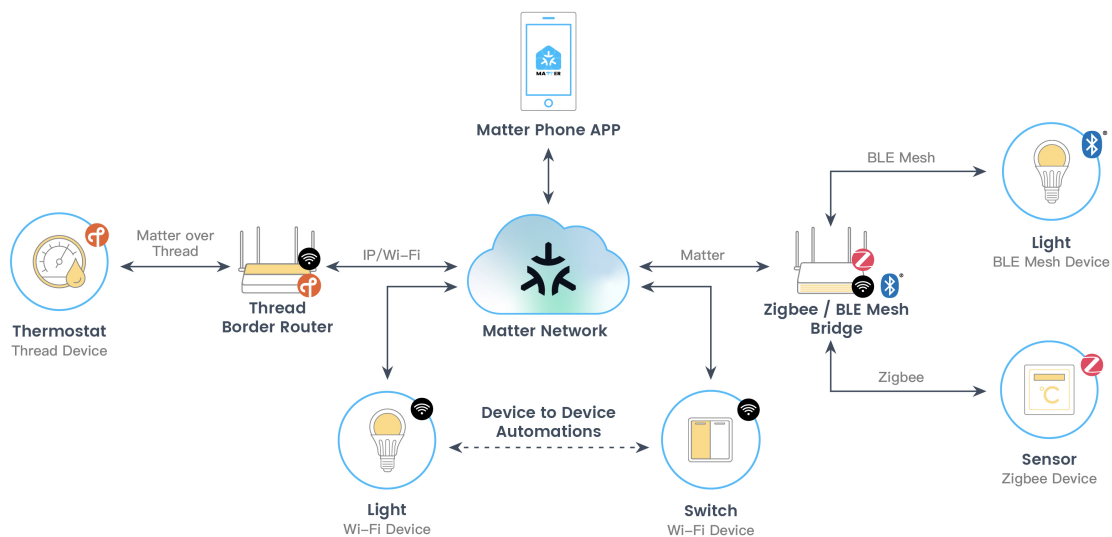 MATTER
Matter Phone APP
BLE Mesh
Light
BLE Mesh Device
Matter over
Thread
IP/Wi-Fi
Matter
Thermostat
Thread Device
Thread
Border Router
Matter Network
Zigbee / BLE Mesh
Bridge
Zigbee
°C
Sensor
Zigbee Device
Device to Device
Automations
Light
Wi-Fi Device
Switch
Wi-Fi Device